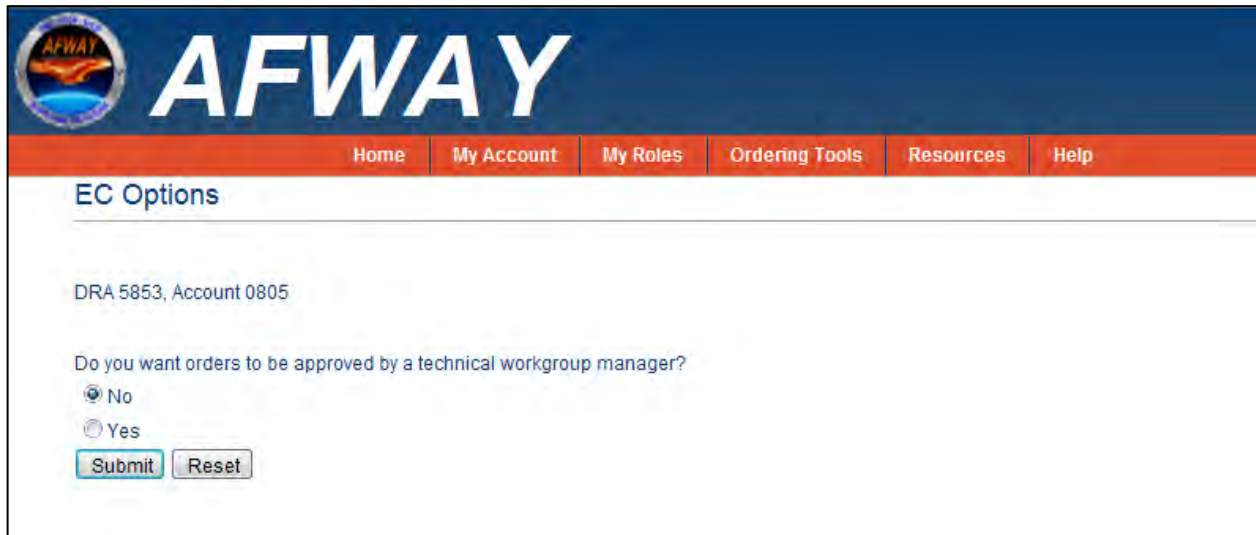 AFWAY
AFWAY
Home My Account My Roles Ordering Tools Resources Help
EC Options
DRA 5853, Account 0805
Do you want orders to be approved by a technical workgroup manager?
No
Yes
Submit Reset